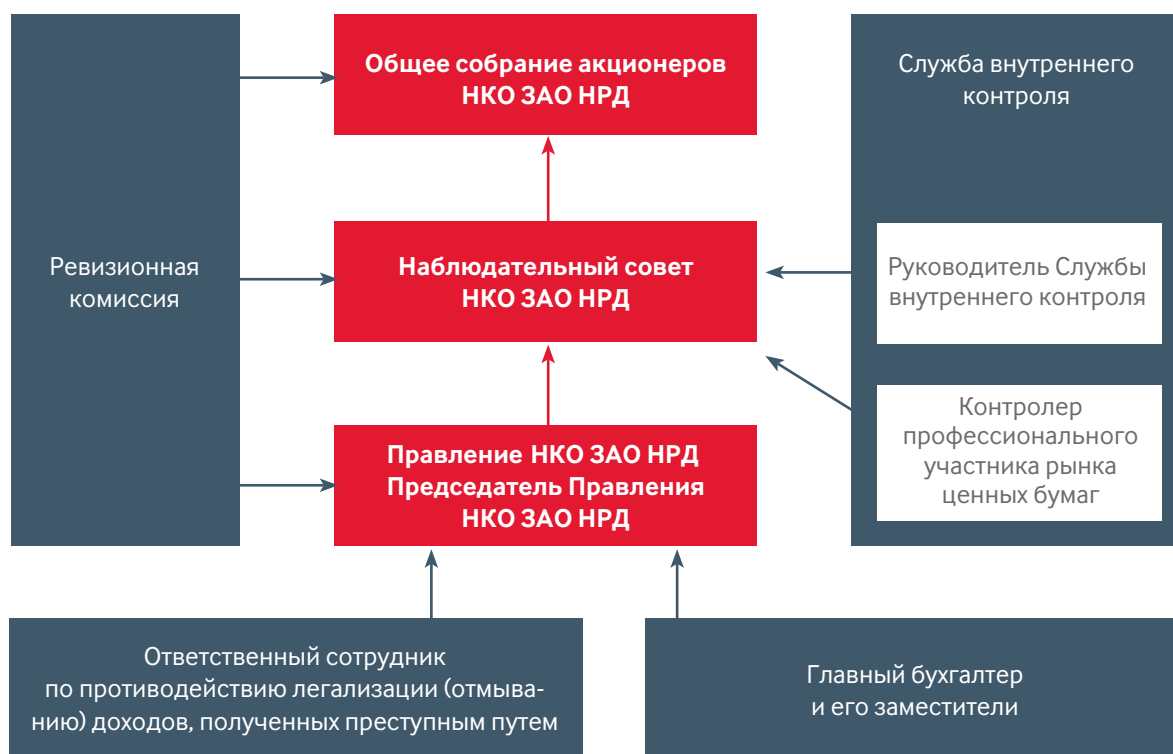 Общее собрание акционеров
НКО ЗАО НРД
Служба внутреннего
контроля
Ревизионная
комиссия
Наблюдательный совет
НКО ЗАО НРД
Руководитель Службы
внутреннего контроля
Контролер
профессионального
участника рынка
ценных бумаг
Правление НКО ЗАО НРД
Председатель Правления
НКО ЗАО НРД
Ответственный сотрудник
по противодействию легализации (отмыва-
нию) доходов, полученных преступным путем
Главный бухгалтер
и его заместители